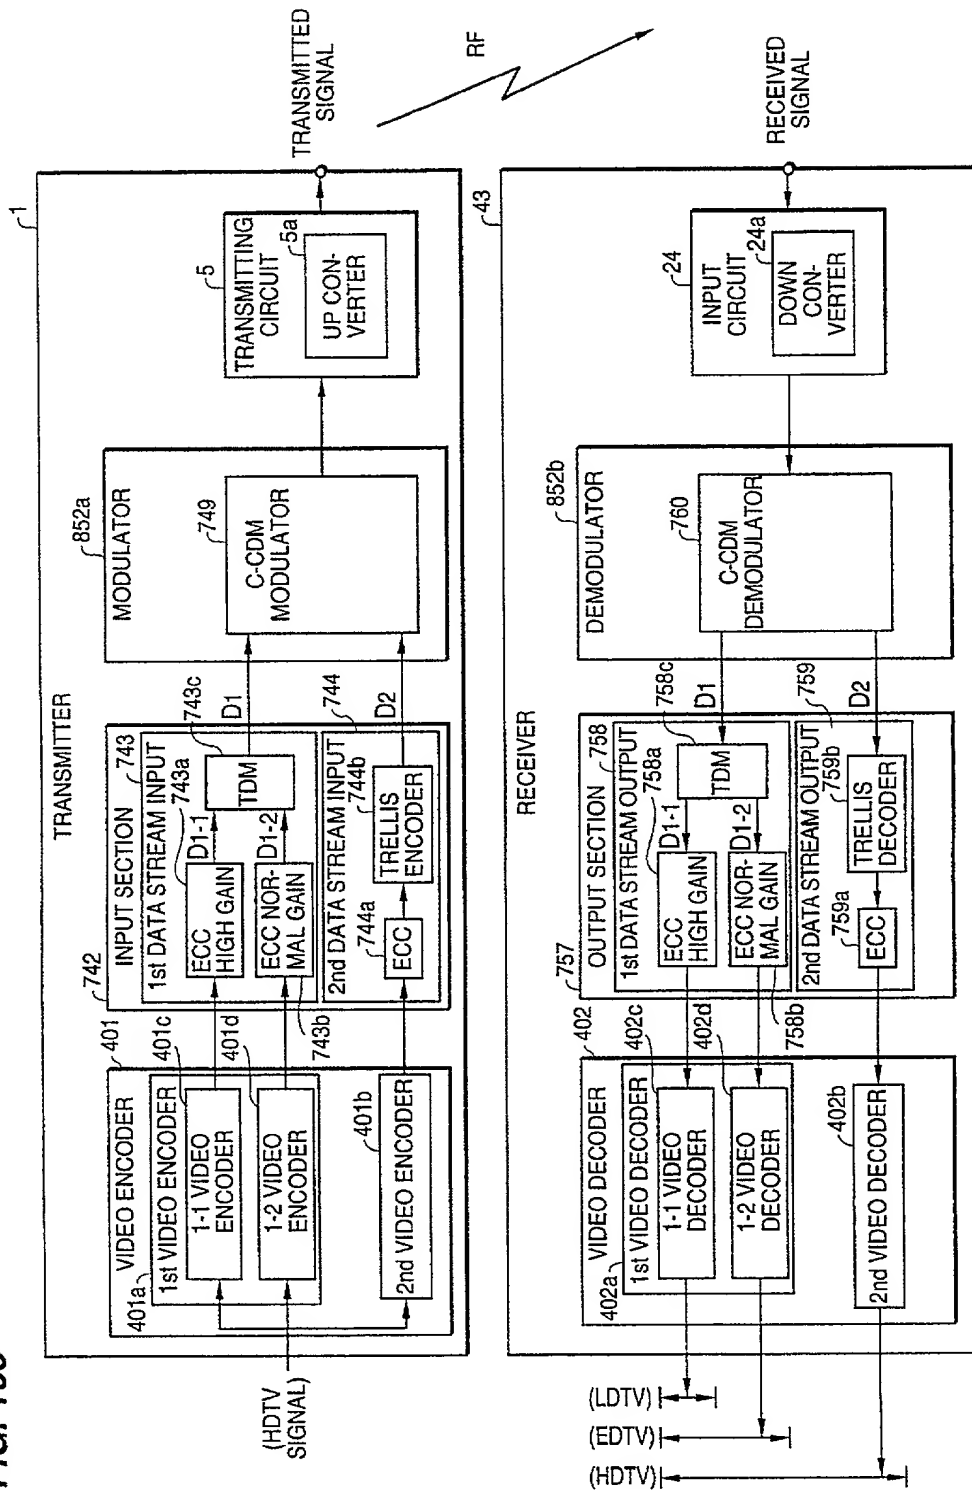 TRANSMITTER
1
(HDTV
SIGNAL)
VIDEO ENCODER
401
1st VIDEO ENCODER
401a
1-1 VIDEO
ENCODER
401c
1-2 VIDEO
ENCODER
401d
2nd VIDEO ENCODER
401b
742
INPUT SECTION
743
1st DATA STREAM INPUT
743a
ECC
HIGH GAIN
D1-1
ECC NOR-
MAL GAIN
743b
D1-2
743c
TDM
D1
744
2nd DATA STREAM INPUT
744a
ECC
744b
TRELLIS
ENCODER
D2
852a
MODULATOR
749
C-CDM
MODULATOR
5
TRANSMITTING
CIRCUIT
5a
UP CON-
VERTER
TRANSMITTED
SIGNAL
RF
RECEIVER
43
RECEIVED
SIGNAL
24
INPUT
CIRCUIT
24a
DOWN
CON-
VERTER
852b
DEMODULATOR
760
C-CDM
DEMODULATOR
D1
D2
757
OUTPUT SECTION
758
1st DATA STREAM OUTPUT
758a
ECC
HIGH GAIN
D1-1
ECC NOR-
MAL GAIN
758b
D1-2
758c
TDM
759
2nd DATA STREAM OUTPUT
759a
ECC
759b
TRELLIS
DECODER
402
VIDEO DECODER
1st VIDEO DECODER
402a
1-1 VIDEO
DECODER
402c
1-2 VIDEO
DECODER
402d
2nd VIDEO DECODER
402b
(LDTV)
(EDTV)
(HDTV)